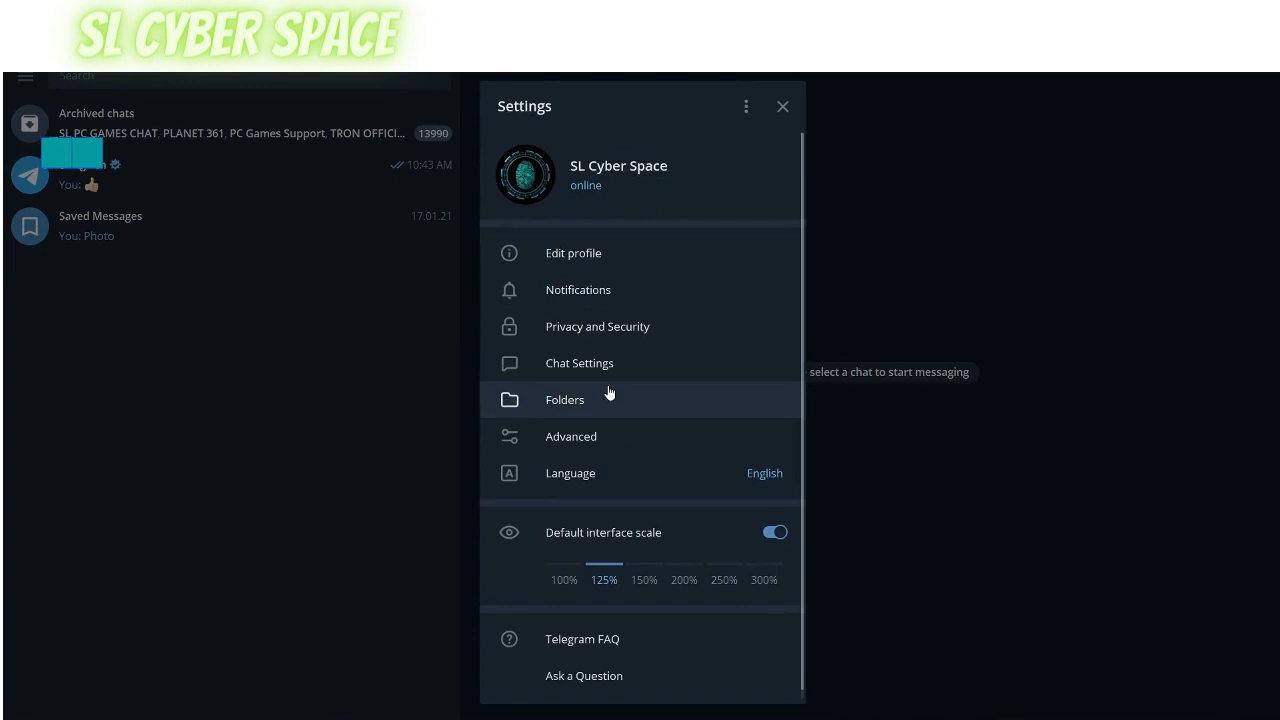 SL CYBER SPACE
Search
Archived chats
SL PC GAMES CHAT, PLANET 361, PC Games Support, TRON OFFICI... 13990
10:43 AM
You: 👍🏼
Saved Messages 17.01.21
You: Photo
Settings
SL Cyber Space
online
Edit profile
Notifications
Privacy and Security
Chat Settings
Folders
Advanced
Language English
Default interface scale
100% 125% 150% 200% 250% 300%
Telegram FAQ
Ask a Question
select a chat to start messaging